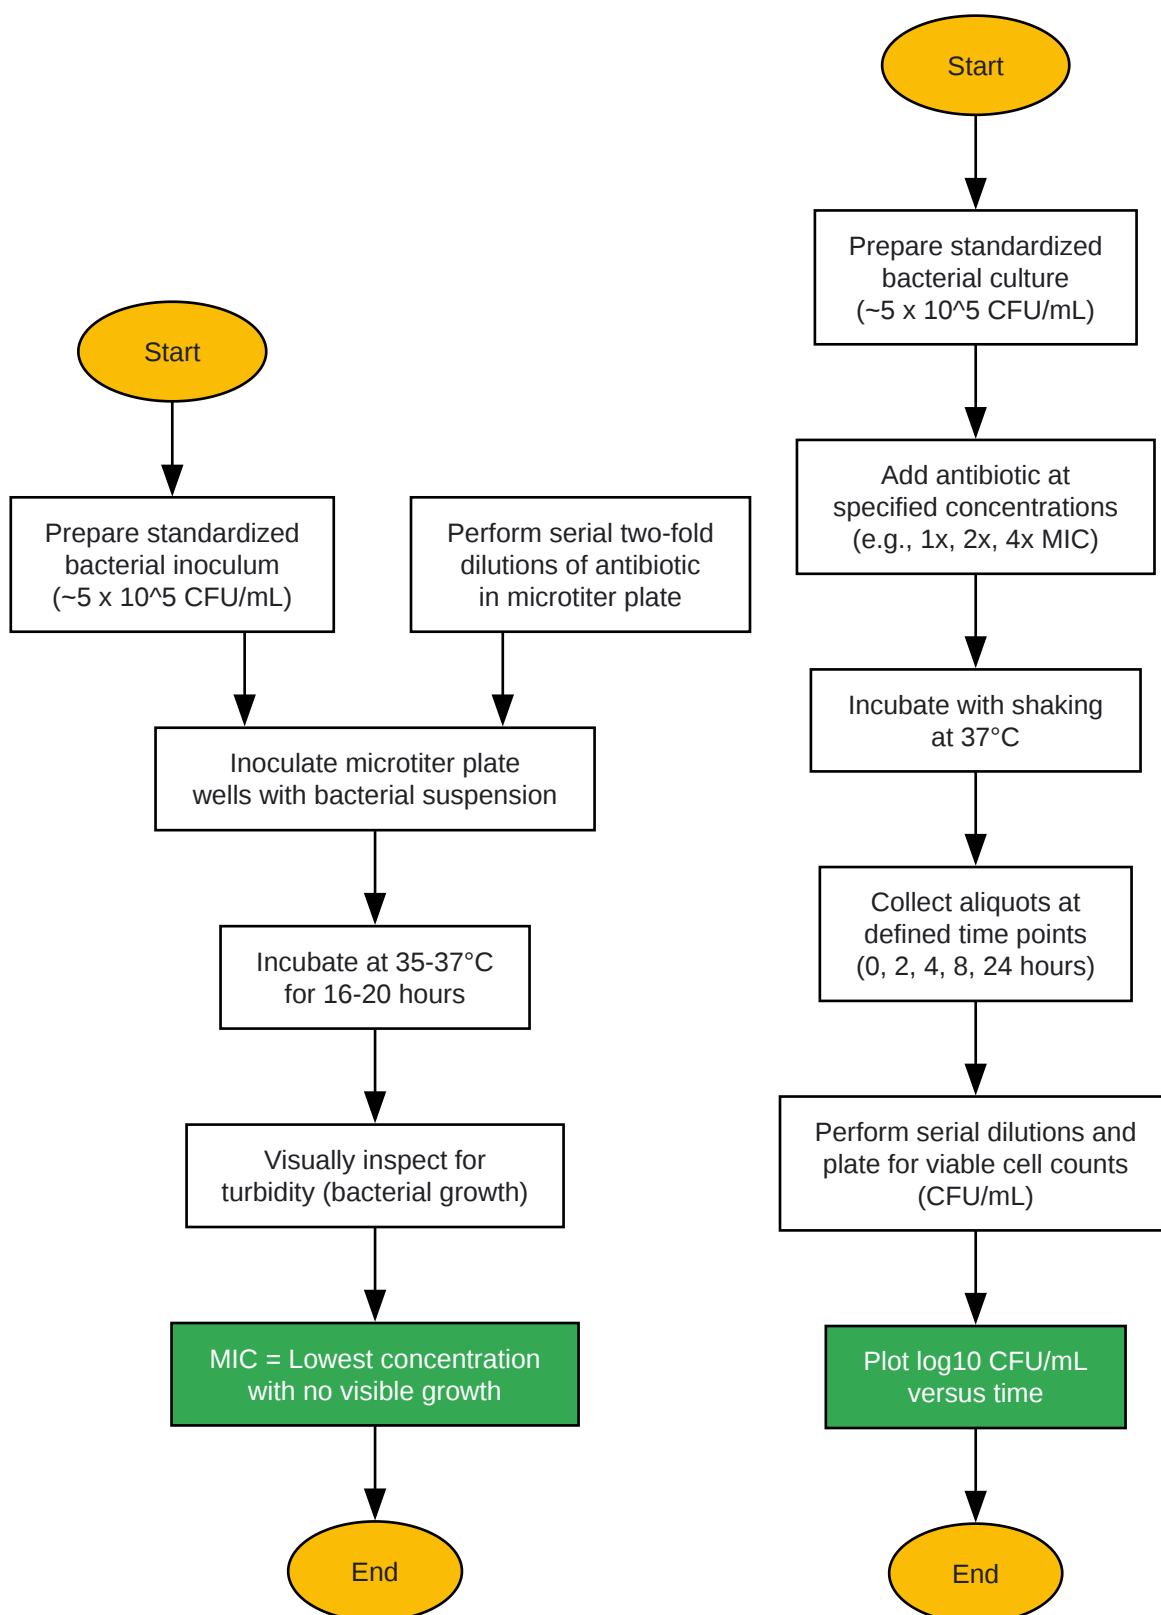 Start
Prepare standardized
bacterial inoculum
(~5 x 10^5 CFU/mL)
Perform serial two-fold
dilutions of antibiotic
in microtiter plate
Inoculate microtiter plate
wells with bacterial suspension
Incubate at 35-37°C
for 16-20 hours
Visually inspect for
turbidity (bacterial growth)
MIC = Lowest concentration
with no visible growth
End
Start
Prepare standardized
bacterial culture
(~5 x 10^5 CFU/mL)
Add antibiotic at
specified concentrations
(e.g., 1x, 2x, 4x MIC)
Incubate with shaking
at 37°C
Collect aliquots at
defined time points
(0, 2, 4, 8, 24 hours)
Perform serial dilutions and
plate for viable cell counts
(CFU/mL)
Plot log10 CFU/mL
versus time
End